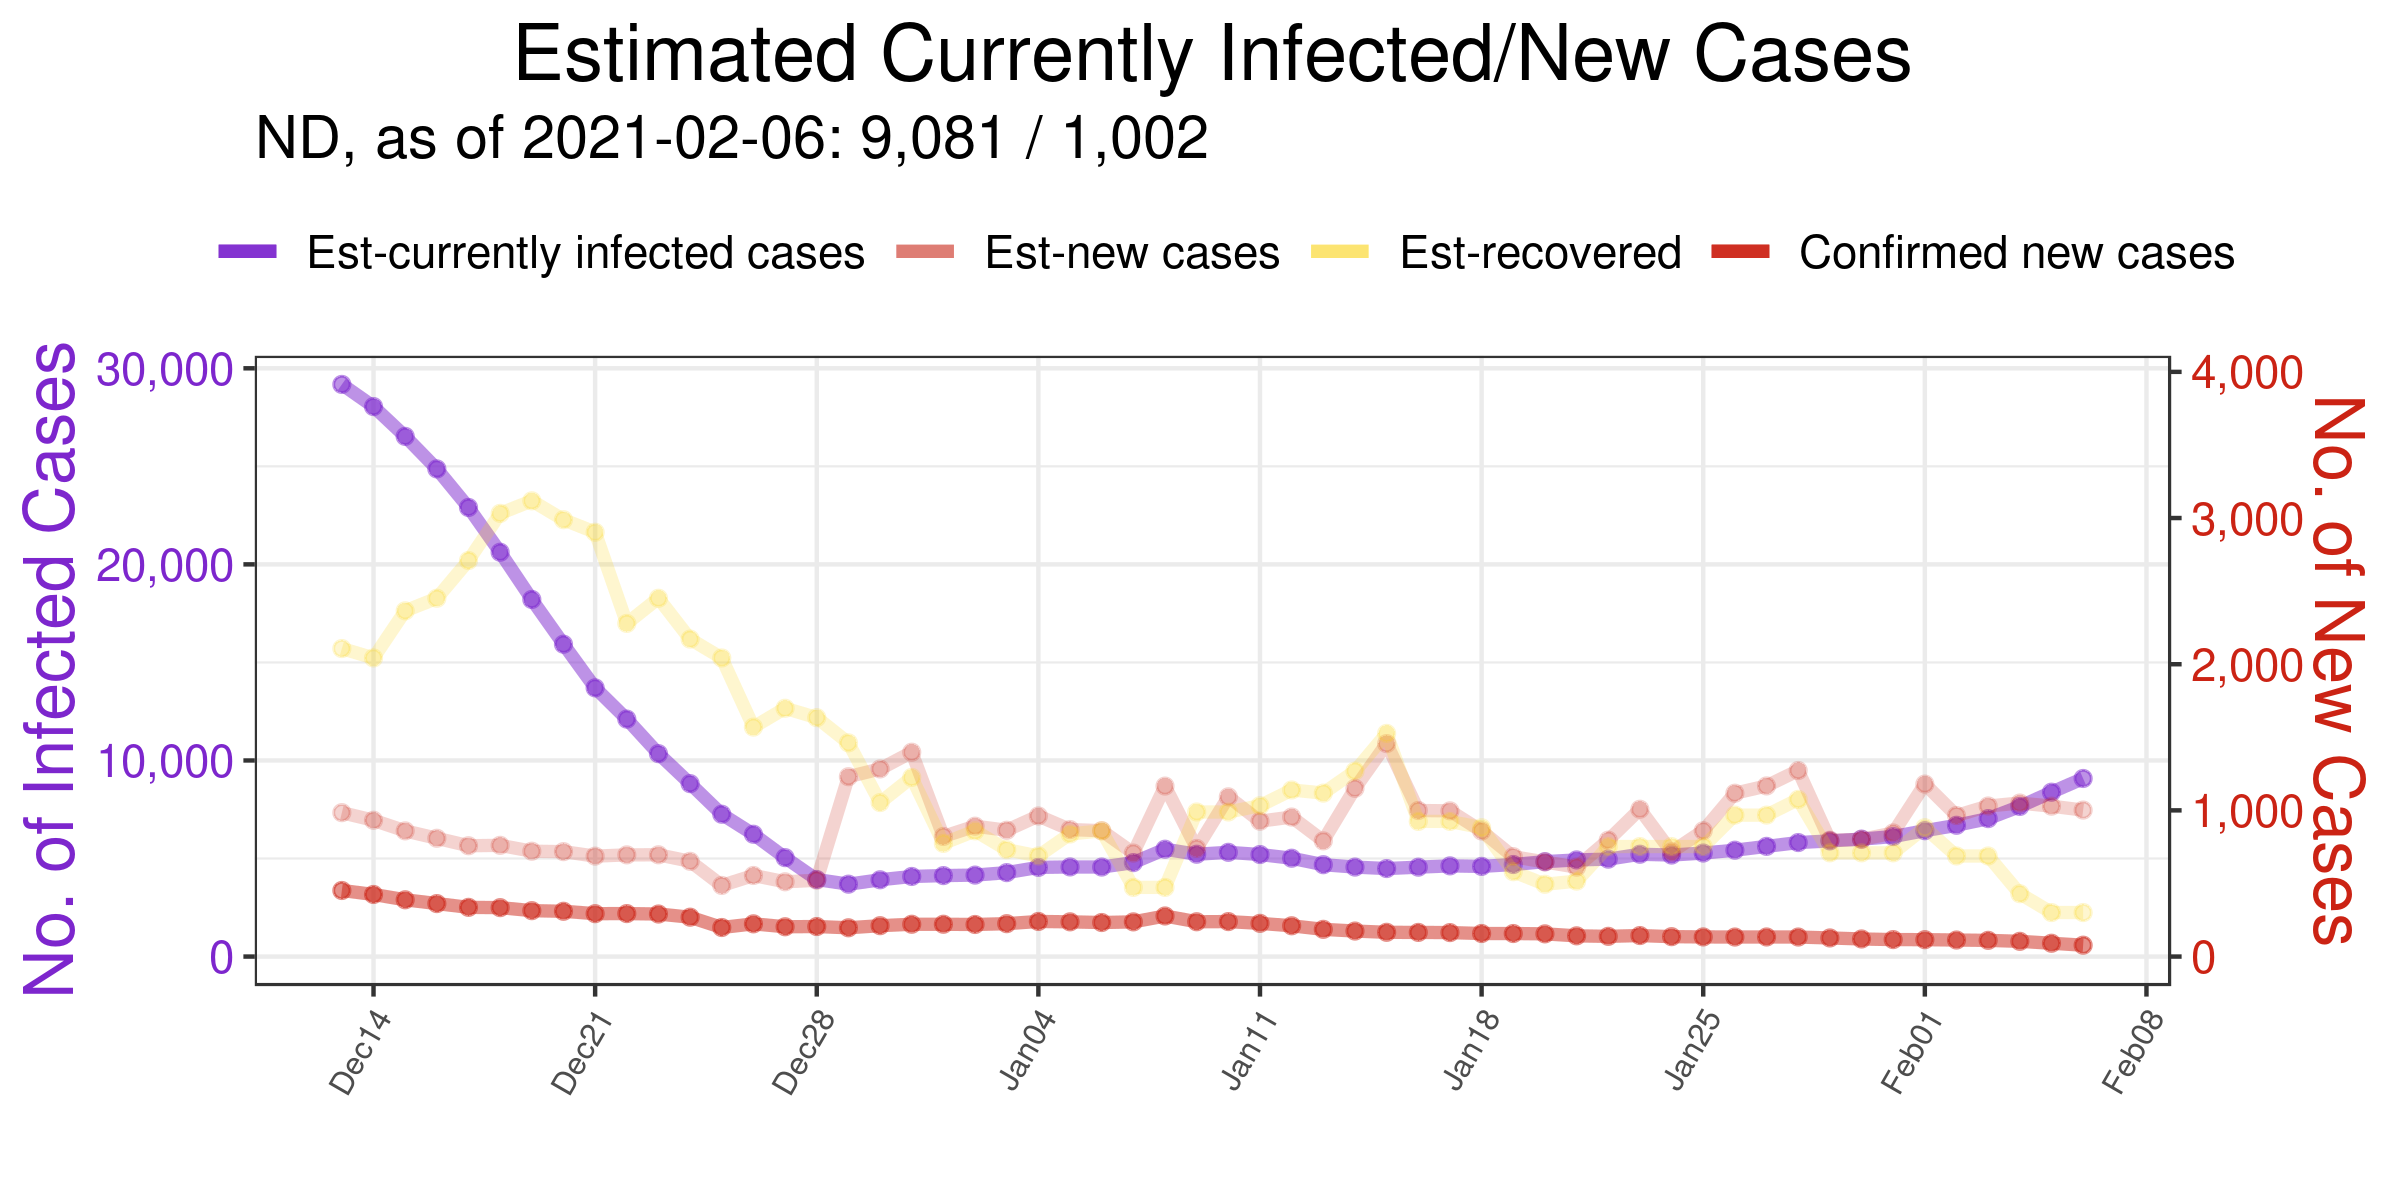 Estimated Currently Infected/New Cases
ND, as of 2021-02-06: 9,081 / 1,002
Est-currently infected cases Est-new cases Est-recovered Confirmed new cases
No. of Infected Cases
30,000
20,000
10,000
0
4,000
3,000
2,000
1,000
0
No. of New Cases
Dec14 Dec21 Dec28 Jan04 Jan11 Jan18 Jan25 Feb01 Feb08